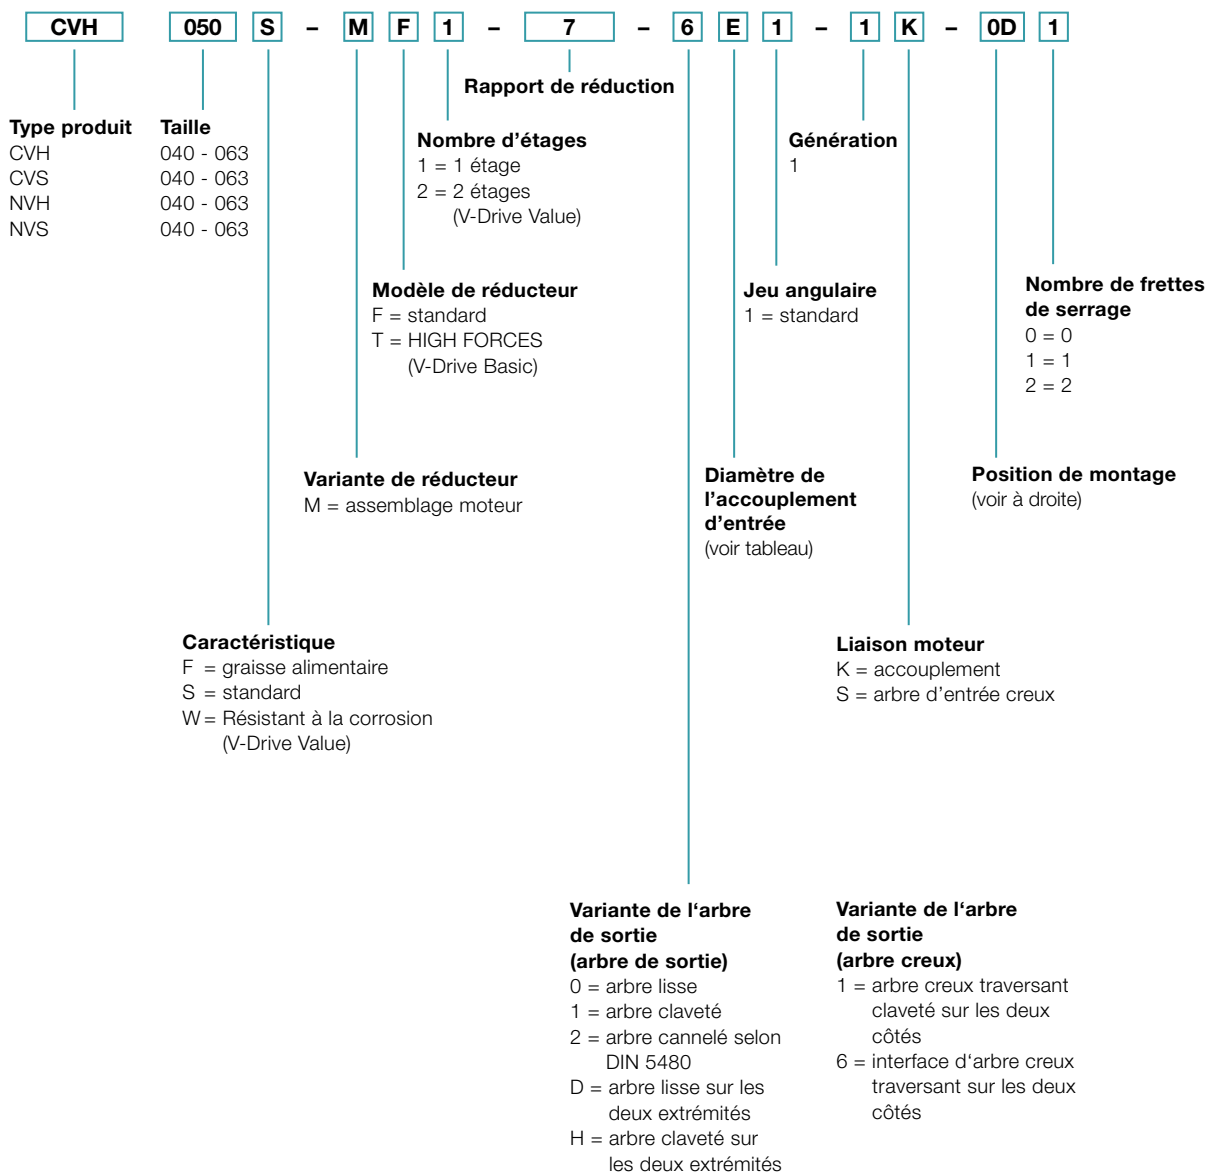 CVH 050 S – M F 1 – 7 – 6 E 1 – 1 K – 0D 1
Rapport de réduction
Type produit
CVH
CVS
NVH
NVS
Taille
040 - 063
040 - 063
040 - 063
040 - 063
Nombre d'étages
1 = 1 étage
2 = 2 étages
(V-Drive Value)
Génération
1
Modèle de réducteur
F = standard
T = HIGH FORCES
(V-Drive Basic)
Jeu angulaire
1 = standard
Nombre de frettes
de serrage
0 = 0
1 = 1
2 = 2
Variante de réducteur
M = assemblage moteur
Diamètre de
l'accouplement
d'entrée
(voir tableau)
Position de montage
(voir à droite)
Caractéristique
F = graisse alimentaire
S = standard
W = Résistant à la corrosion
(V-Drive Value)
Liaison moteur
K = accouplement
S = arbre d'entrée creux
Variante de l'arbre
de sortie
(arbre de sortie)
0 = arbre lisse
1 = arbre claveté
2 = arbre cannelé selon
DIN 5480
D = arbre lisse sur les
deux extrémités
H = arbre claveté sur
les deux extrémités
Variante de l'arbre
de sortie
(arbre creux)
1 = arbre creux traversant
claveté sur les deux
côtés
6 = interface d'arbre creux
traversant sur les deux
côtés